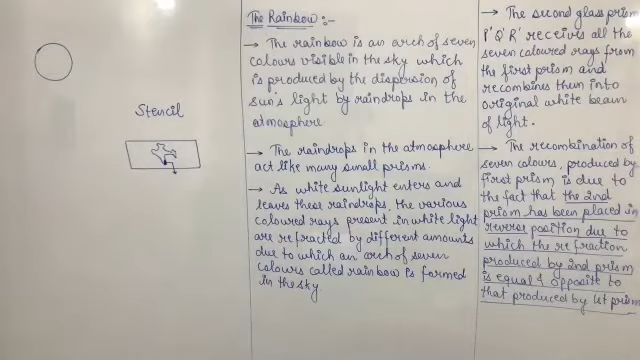 Stencil
The Rainbow :-
→ The rainbow is an arch of seven
colours visible in the sky which
is produced by the dispersion of
sun's light by raindrops in the
atmosphere
→ The raindrops in the atmosphere
act like many small prisms.
→ As white sunlight enters and
leaves these raindrops, the various
coloured rays present in white light
are refracted by different amounts
due to which an arch of seven
colours called rainbow is formed
in the sky.
→ The second glass prism
P'Q'R' receives all the
seven coloured rays from
the first prism and
recombines them into
original white beam
of light.
→ The recombination of
seven colours, produced by
first prism is due to
the fact that the 2nd
prism has been placed in
reverse position due to
which the refraction
produced by 2nd prism
is equal & opposite to
that produced by 1st prism